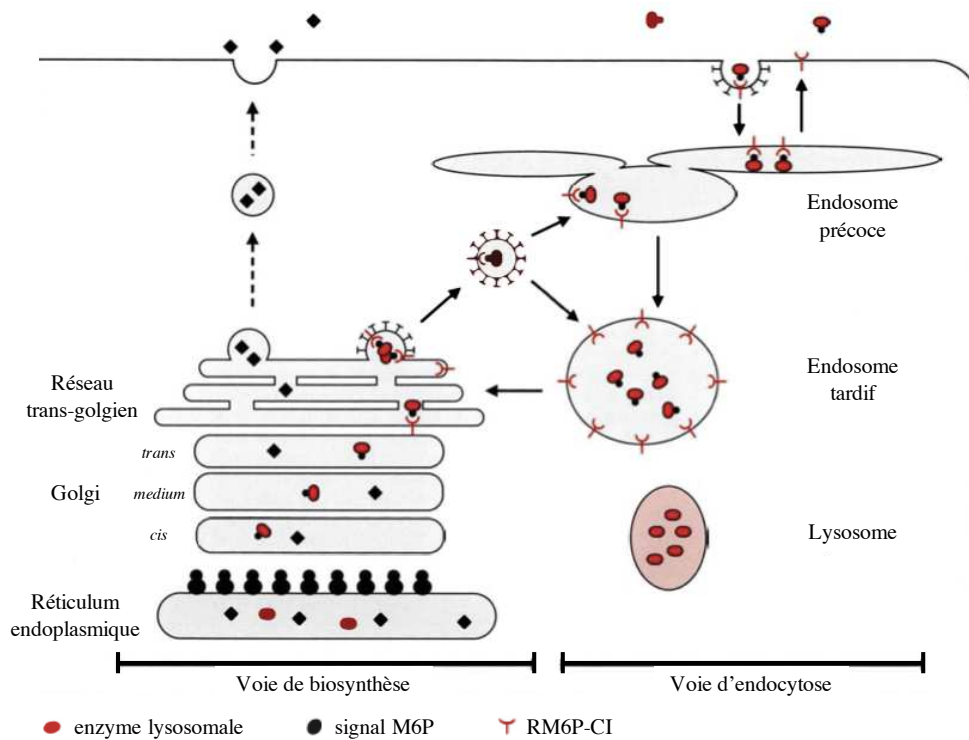 Endosome
précoce
Endosome
tardif
Réseau
trans-golgien
trans
Golgi
medium
cis
Lysosome
Réticulum
endoplasmique
Voie de biosynthèse
Voie d'endocytose
enzyme lysosomale
signal M6P
RM6P-CI